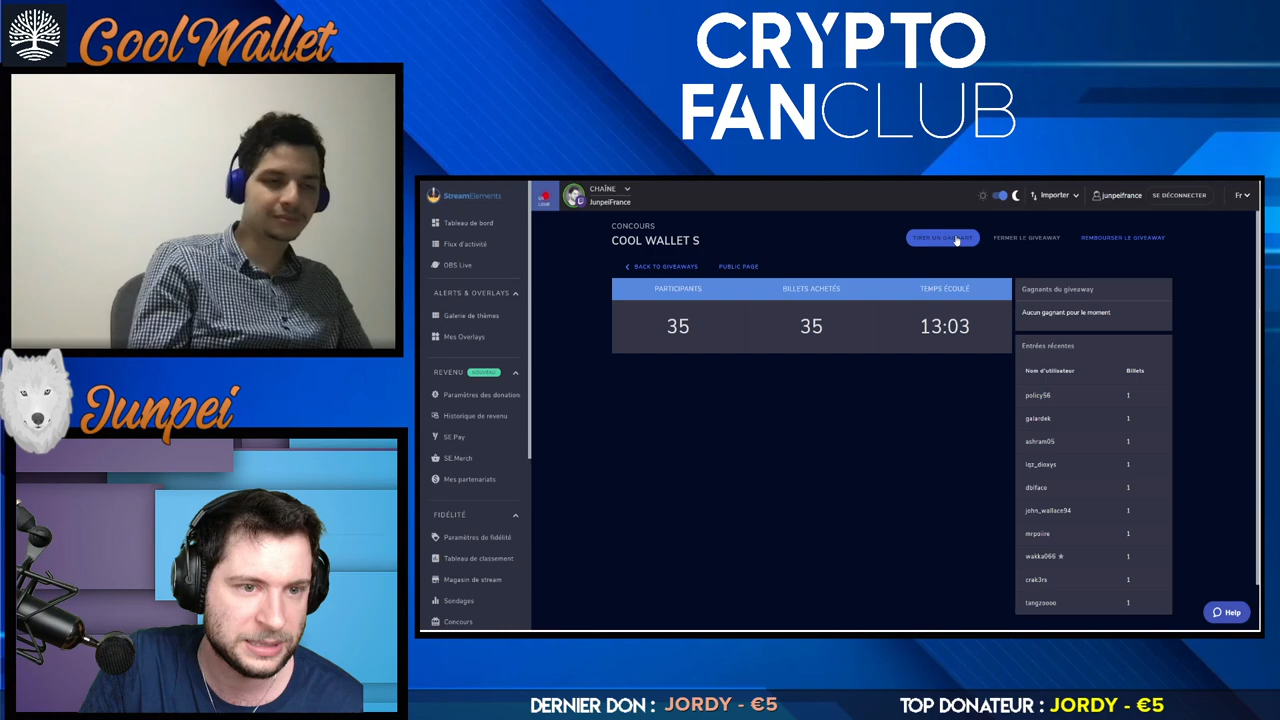 CoolWallet
CRYPTO
FANCLUB
StreamElements
CHAÎNE
JunpeiFrance
Importer
junpeifrance
SE DÉCONNECTER
Fr
Tableau de bord
Flux d'activité
OBS Live
ALERTS & OVERLAYS
Galerie de thèmes
Mes Overlays
REVENU NOUVEAU
Paramètres des donation
Historique de revenu
SE.Pay
SE.Merch
Mes partenariats
FIDÉLITÉ
Paramètres de fidélité
Tableau de classement
Magasin de stream
Sondages
Concours
CONCOURS
COOL WALLET S
TIRER UN GAGNANT
FERMER LE GIVEAWAY
REMBOURSER LE GIVEAWAY
BACK TO GIVEAWAYS
PUBLIC PAGE
PARTICIPANTS
BILLETS ACHETÉS
TEMPS ÉCOULÉ
35
35
13:03
Gagnants du giveaway
Aucun gagnant pour le moment
Entrées récentes
Nom d'utilisateur Billets
policy56 1
galardek 1
ashram05 1
lqz_dioxys 1
dblface 1
john_wallace94 1
mrpoiire 1
wakka066 ★ 1
crak3rs 1
tangzoooo 1
Help
Junpei
DERNIER DON : JORDY - €5
TOP DONATEUR : JORDY - €5